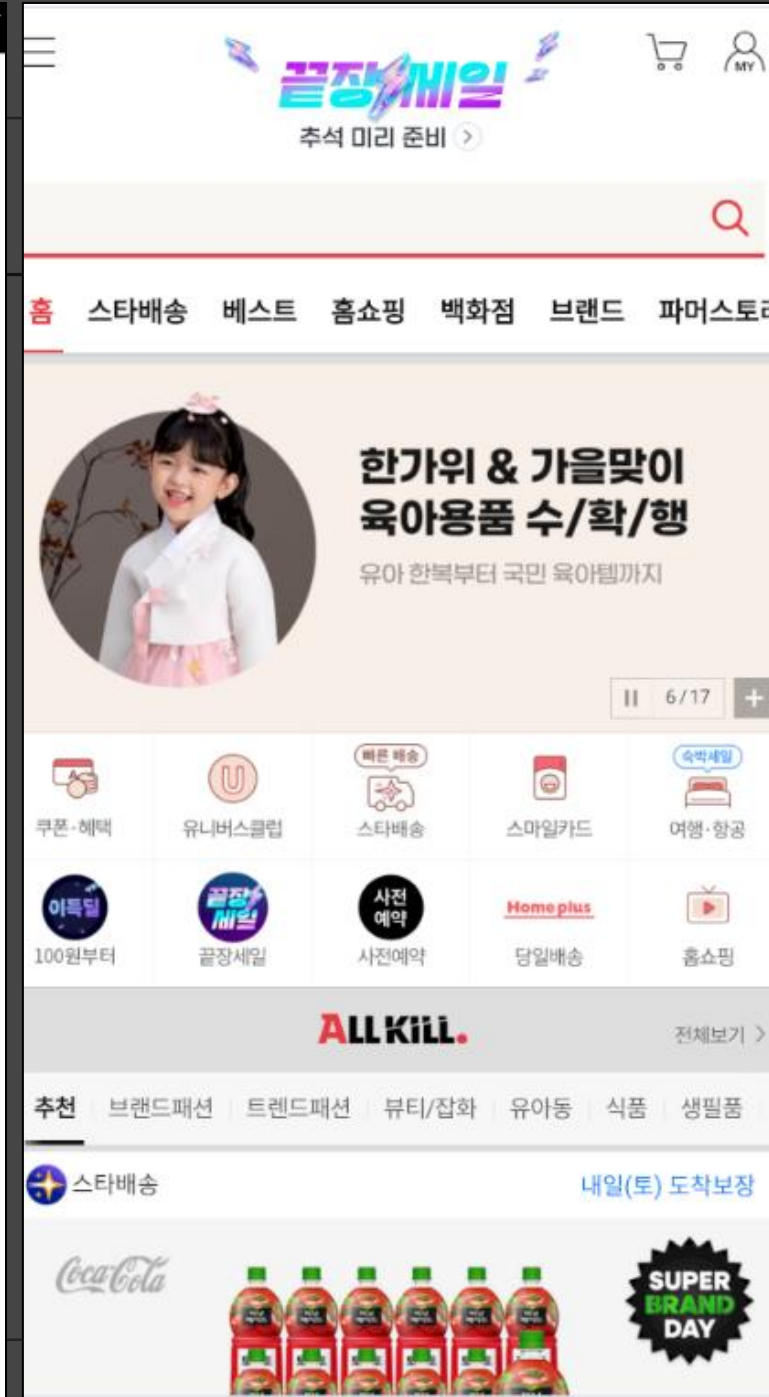 끝장세일
MY
추석 미리 준비 >
홈 스타배송 베스트 홈쇼핑 백화점 브랜드 파머스토
한가위 & 가을맞이
육아용품 수/확/행
유아 한복부터 국민 육아템까지
6/17 +
빠른 배송 숙박세일
U
쿠폰·혜택 유니버스클럽 스타배송 스마일카드 여행·항공
이득딜 끝장세일 사전예약 Homeplus
100원부터 끝장세일 사전예약 당일배송 홈쇼핑
ALL KiLL. 전체보기 >
추천 브랜드패션 트렌드패션 뷰티/잡화 유아동 식품 생필품
스타배송 내일(토) 도착보장
Coca-Cola
SUPER
BRAND
DAY